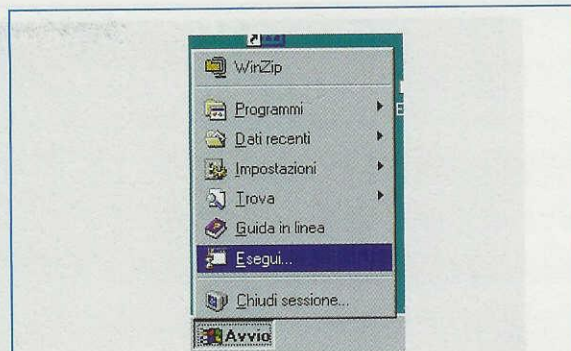 WinZip
Programmi
Dati recenti
Impostazioni
Trova
Guida in linea
Esegui...
Chiudi sessione...
Avvio